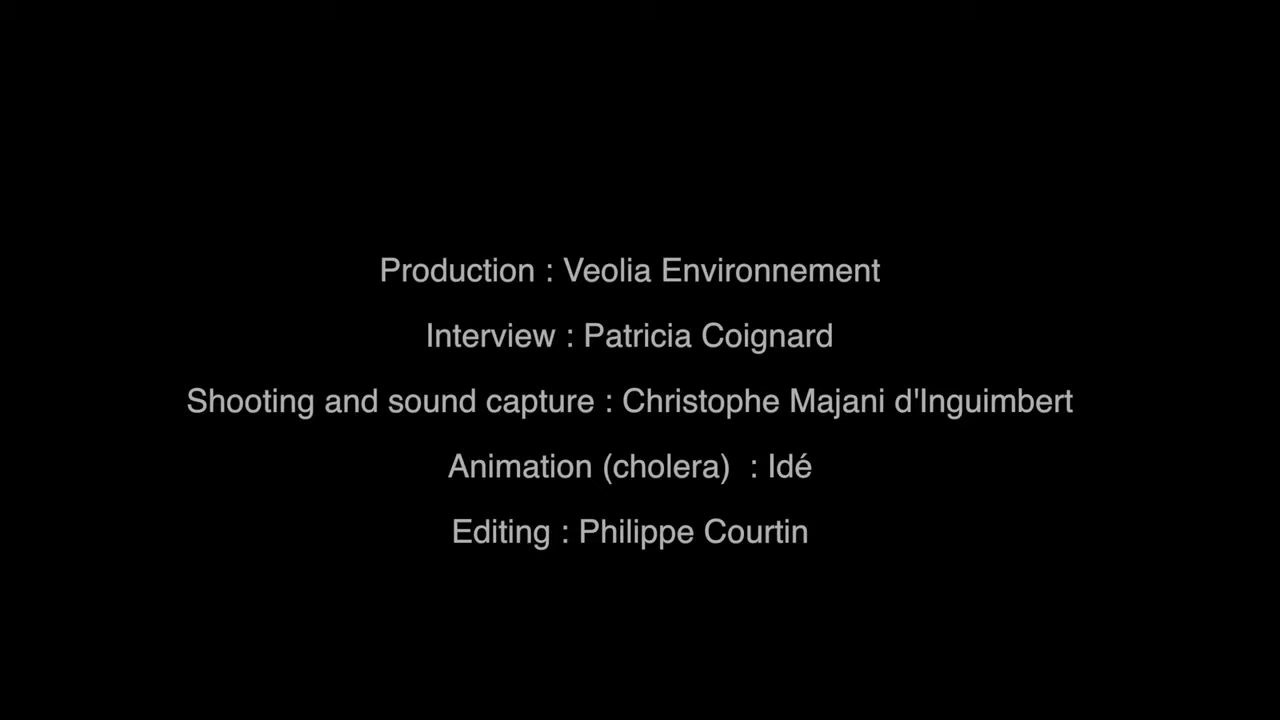 Production : Veolia Environnement
Interview : Patricia Coignard
Shooting and sound capture : Christophe Majani d'Inguimbert
Animation (cholera)  : Idé
Editing : Philippe Courtin